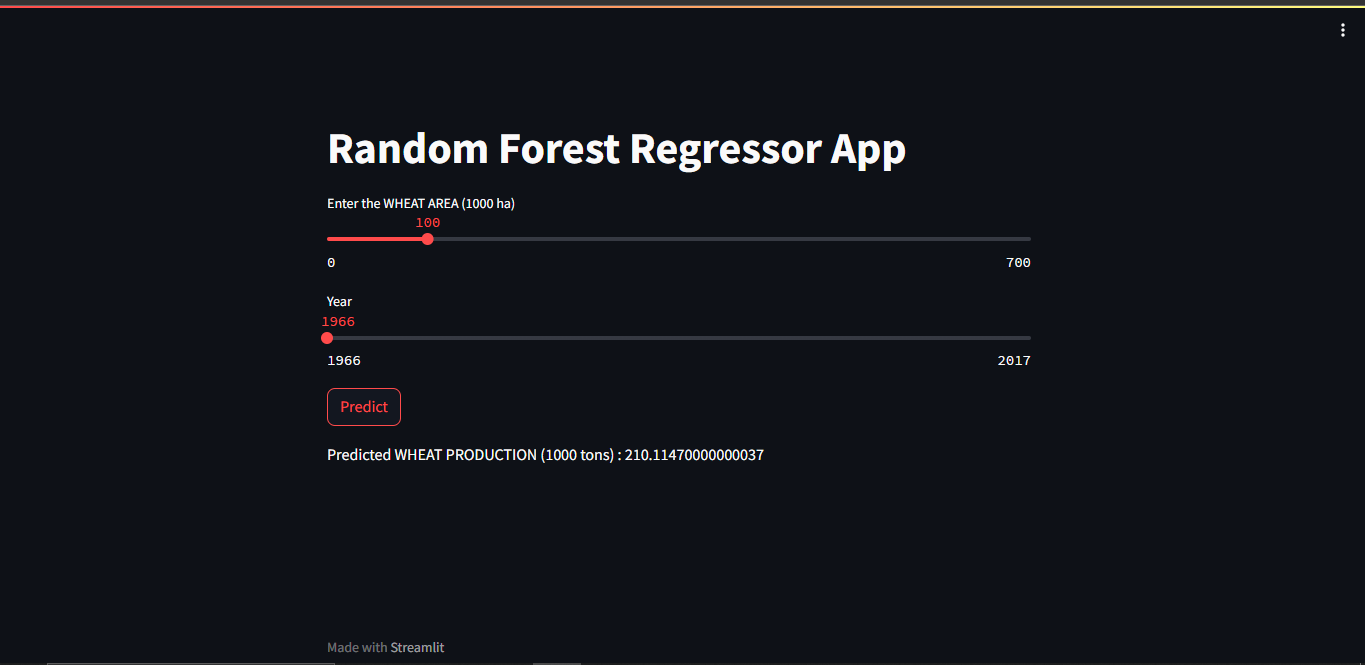 Random Forest Regressor App
Enter the WHEAT AREA (1000 ha)
100
0 700
Year
1966
1966 2017
Predict
Predicted WHEAT PRODUCTION (1000 tons) : 210.11470000000037
Made with Streamlit